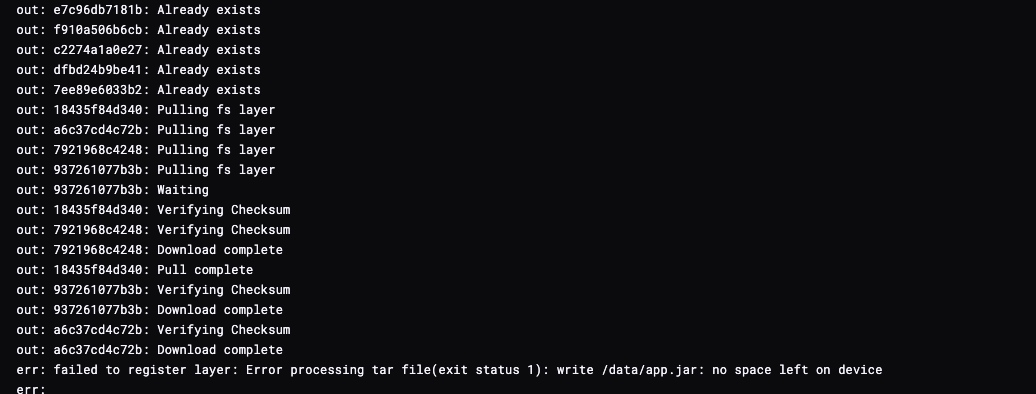 out: e7c96db7181b: Already exists
out: f910a506b6cb: Already exists
out: c2274a1a0e27: Already exists
out: dfbd24b9be41: Already exists
out: 7ee89e6033b2: Already exists
out: 18435f84d340: Pulling fs layer
out: a6c37cd4c72b: Pulling fs layer
out: 7921968c4248: Pulling fs layer
out: 937261077b3b: Pulling fs layer
out: 937261077b3b: Waiting
out: 18435f84d340: Verifying Checksum
out: 7921968c4248: Verifying Checksum
out: 7921968c4248: Download complete
out: 18435f84d340: Pull complete
out: 937261077b3b: Verifying Checksum
out: 937261077b3b: Download complete
out: a6c37cd4c72b: Verifying Checksum
out: a6c37cd4c72b: Download complete
err: failed to register layer: Error processing tar file(exit status 1): write /data/app.jar: no space left on device
err: